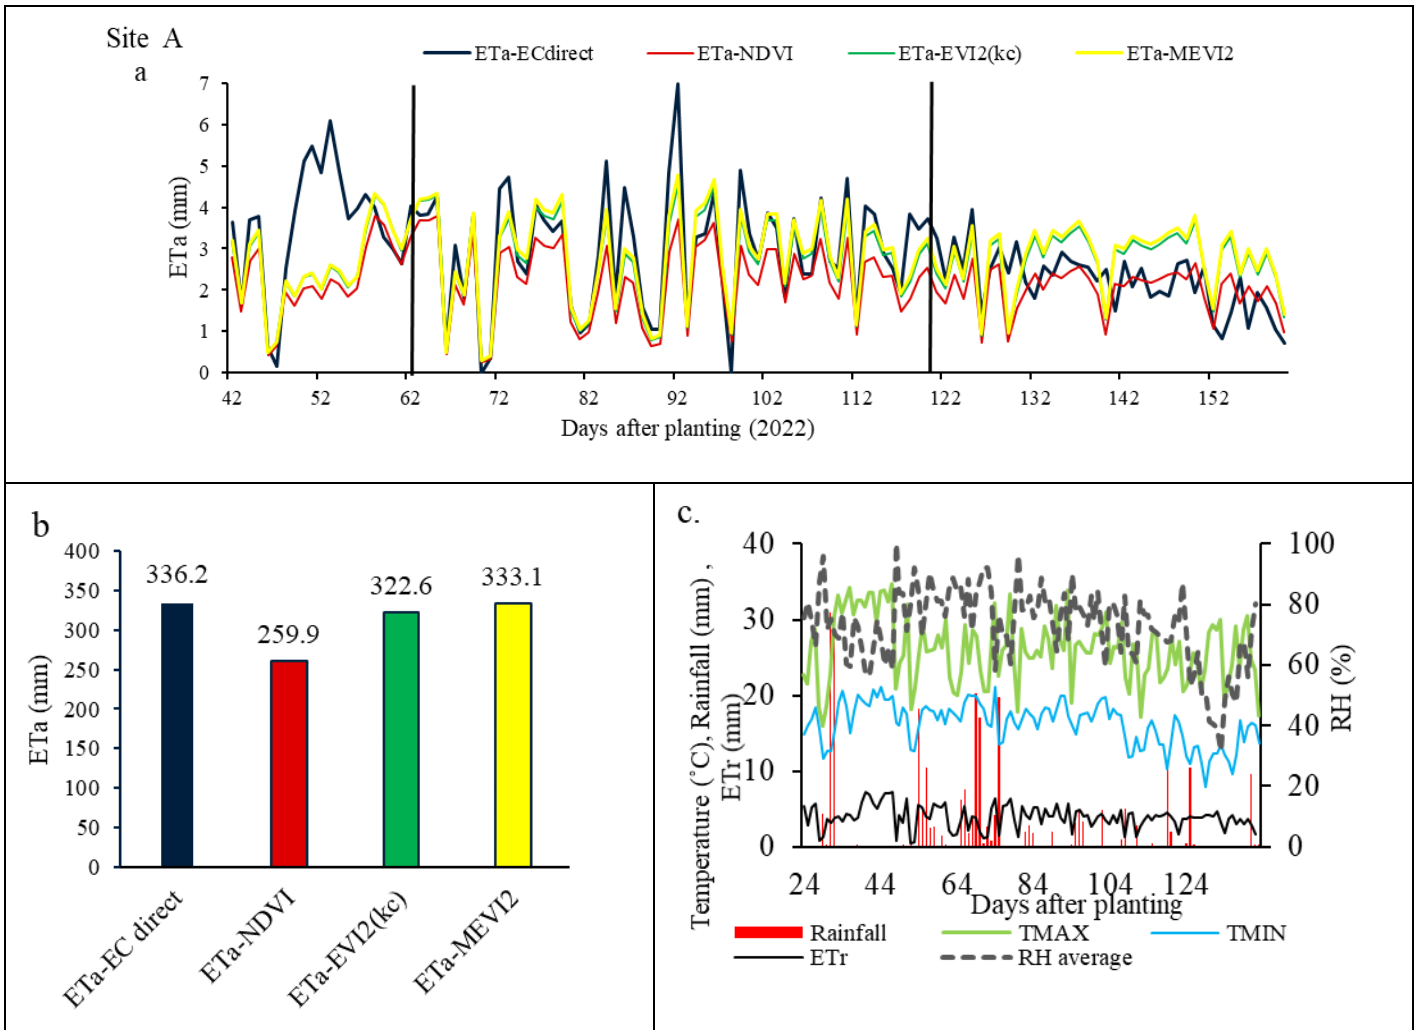 Site A
a
ETa-ECdirect ETa-NDVI ETa-EVI2(kc) ETa-MEVI2
ETa (mm)
7
6
5
4
3
2
1
0
42 52 62 72 82 92 102 112 122 132 142 152
Days after planting (2022)
b
ETa (mm)
400
350
300
250
200
150
100
50
0
336.2
259.9
322.6
333.1
ETa-EC direct
ETa-NDVI
ETa-EVI2(kc)
ETa-MEVI2
c.
Temperature (˚C), Rainfall (mm) ,
ETr (mm)
40
30
20
10
0
100
80
60
40
20
0
RH (%)
24 44 64 84 104 124
Days after planting
Rainfall TMAX TMIN
ETr RH average